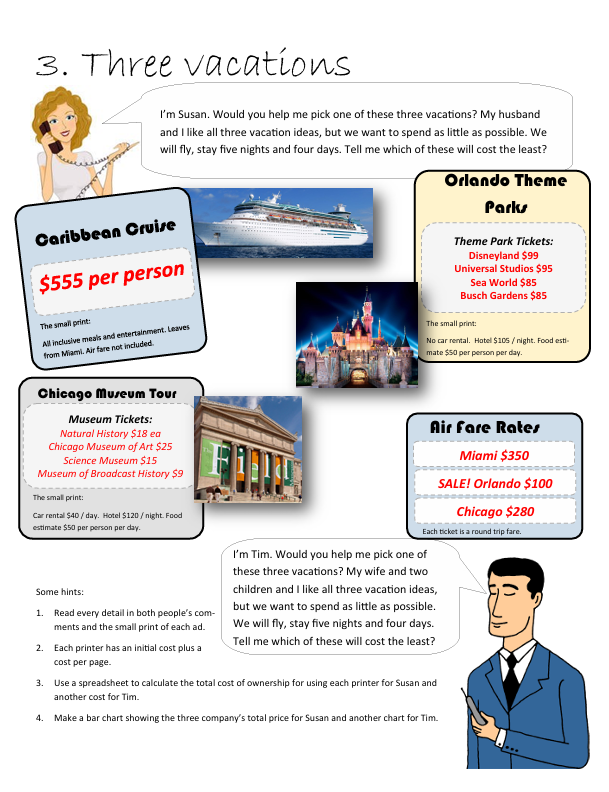 3. Three vacations
I'm Susan. Would you help me pick one of these three vacations? My husband
and I like all three vacation ideas, but we want to spend as little as possible. We
will fly, stay five nights and four days. Tell me which of these will cost the least?
Caribbean Cruise
$555 per person
The small print:
All inclusive meals and entertainment. Leaves
from Miami. Air fare not included.
Orlando Theme
Parks
Theme Park Tickets:
Disneyland $99
Universal Studios $95
Sea World $85
Busch Gardens $85
The small print:
No car rental.  Hotel $105 / night. Food esti-
mate $50 per person per day.
Chicago Museum Tour
Museum Tickets:
Natural History $18 ea
Chicago Museum of Art $25
Science Museum $15
Museum of Broadcast History $9
The small print:
Car rental $40 / day.  Hotel $120 / night. Food
estimate $50 per person per day.
Air Fare Rates
Miami $350
SALE! Orlando $100
Chicago $280
Each ticket is a round trip fare.
I'm Tim. Would you help me pick one of
these three vacations? My wife and two
children and I like all three vacation ideas,
but we want to spend as little as possible.
We will fly, stay five nights and four days.
Tell me which of these will cost the least?
Some hints:
1. Read every detail in both people's com-
ments and the small print of each ad.
2. Each printer has an initial cost plus a
cost per page.
3. Use a spreadsheet to calculate the total cost of ownership for using each printer for Susan and
another cost for Tim.
4. Make a bar chart showing the three company's total price for Susan and another chart for Tim.